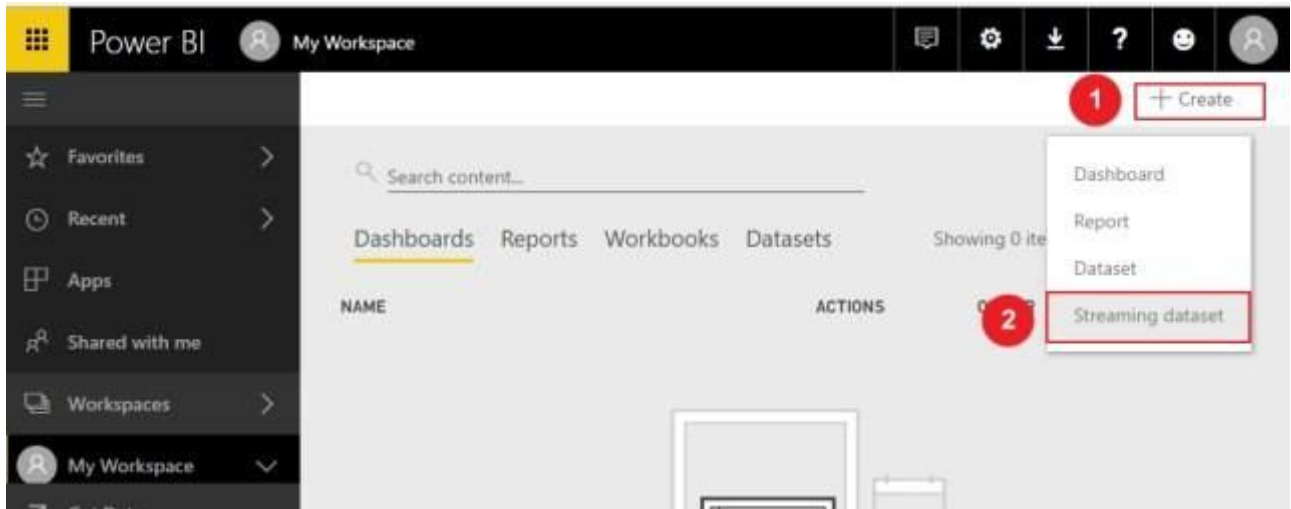 Power BI My Workspace ?
1 + Create
Favorites
Search content...
Dashboard
Recent
Report
Dashboards Reports Workbooks Datasets Showing 0 ite
Dataset
Apps
NAME ACTIONS
2 Streaming dataset
Shared with me
Workspaces
My Workspace